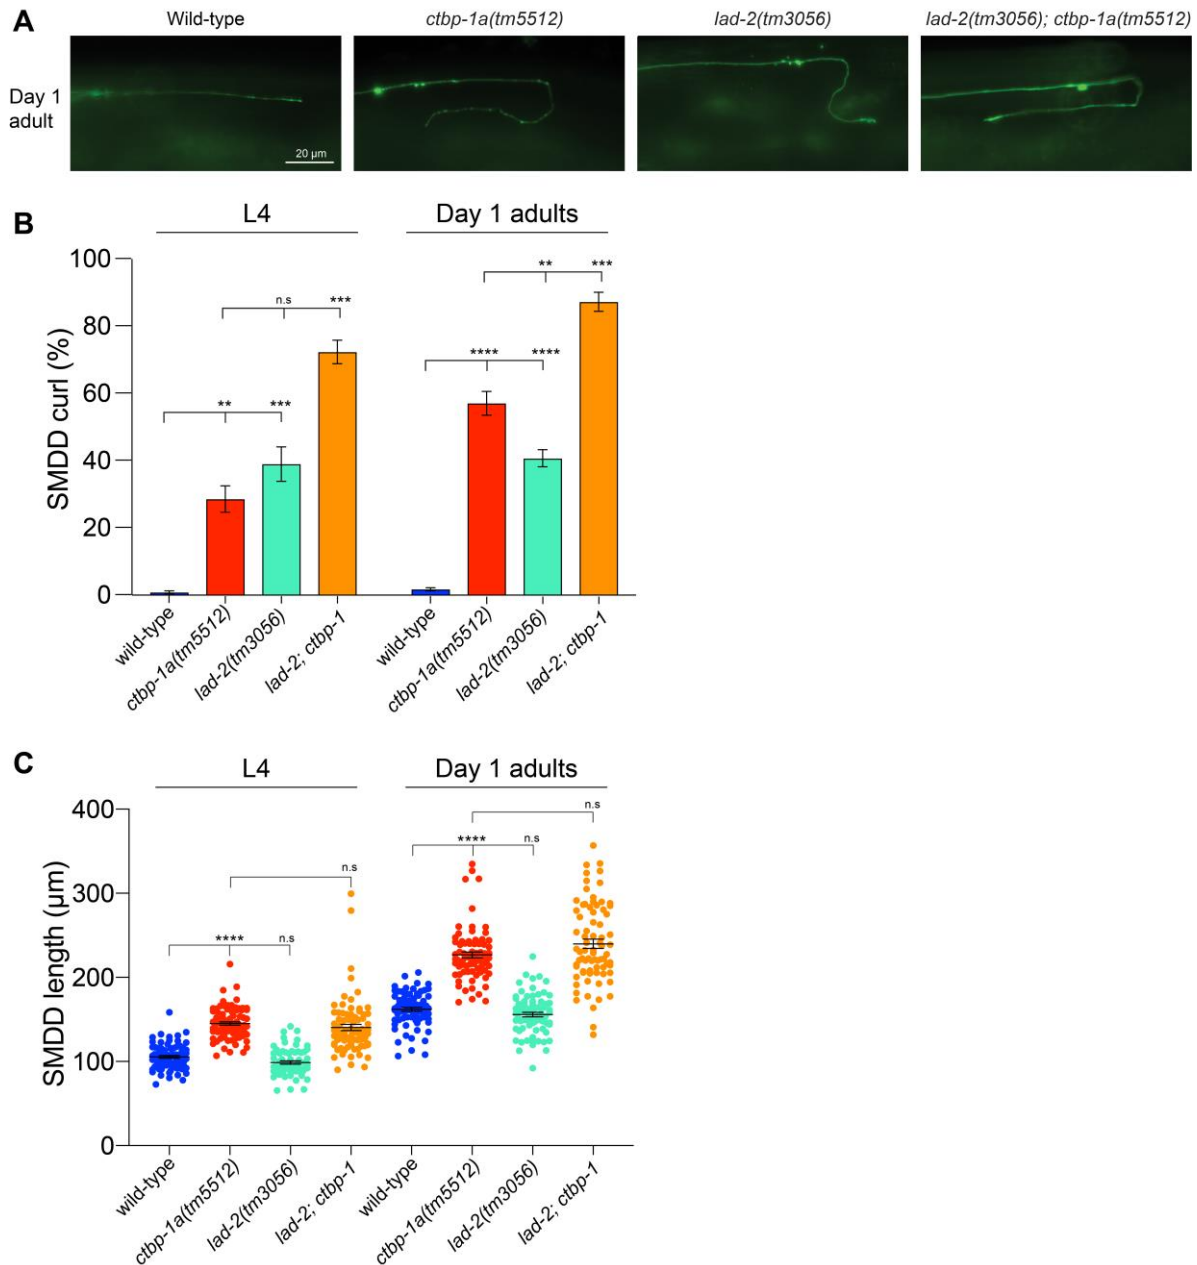 A
Wild-type
ctbp-1a(tm5512)
lad-2(tm3056)
lad-2(tm3056); ctbp-1a(tm5512)
Day 1
adult
20 µm
B
L4
Day 1 adults
SMDD curl (%)
100
80
60
40
20
0
** ***
n.s ***
**** ****
** ***
wild-type
ctbp-1a(tm5512)
lad-2(tm3056)
lad-2; ctbp-1
wild-type
ctbp-1a(tm5512)
lad-2(tm3056)
lad-2; ctbp-1
C
L4
Day 1 adults
SMDD length (µm)
400
300
200
100
0
**** n.s
n.s
**** n.s
n.s
wild-type
ctbp-1a(tm5512)
lad-2(tm3056)
lad-2; ctbp-1
wild-type
ctbp-1a(tm5512)
lad-2(tm3056)
lad-2; ctbp-1